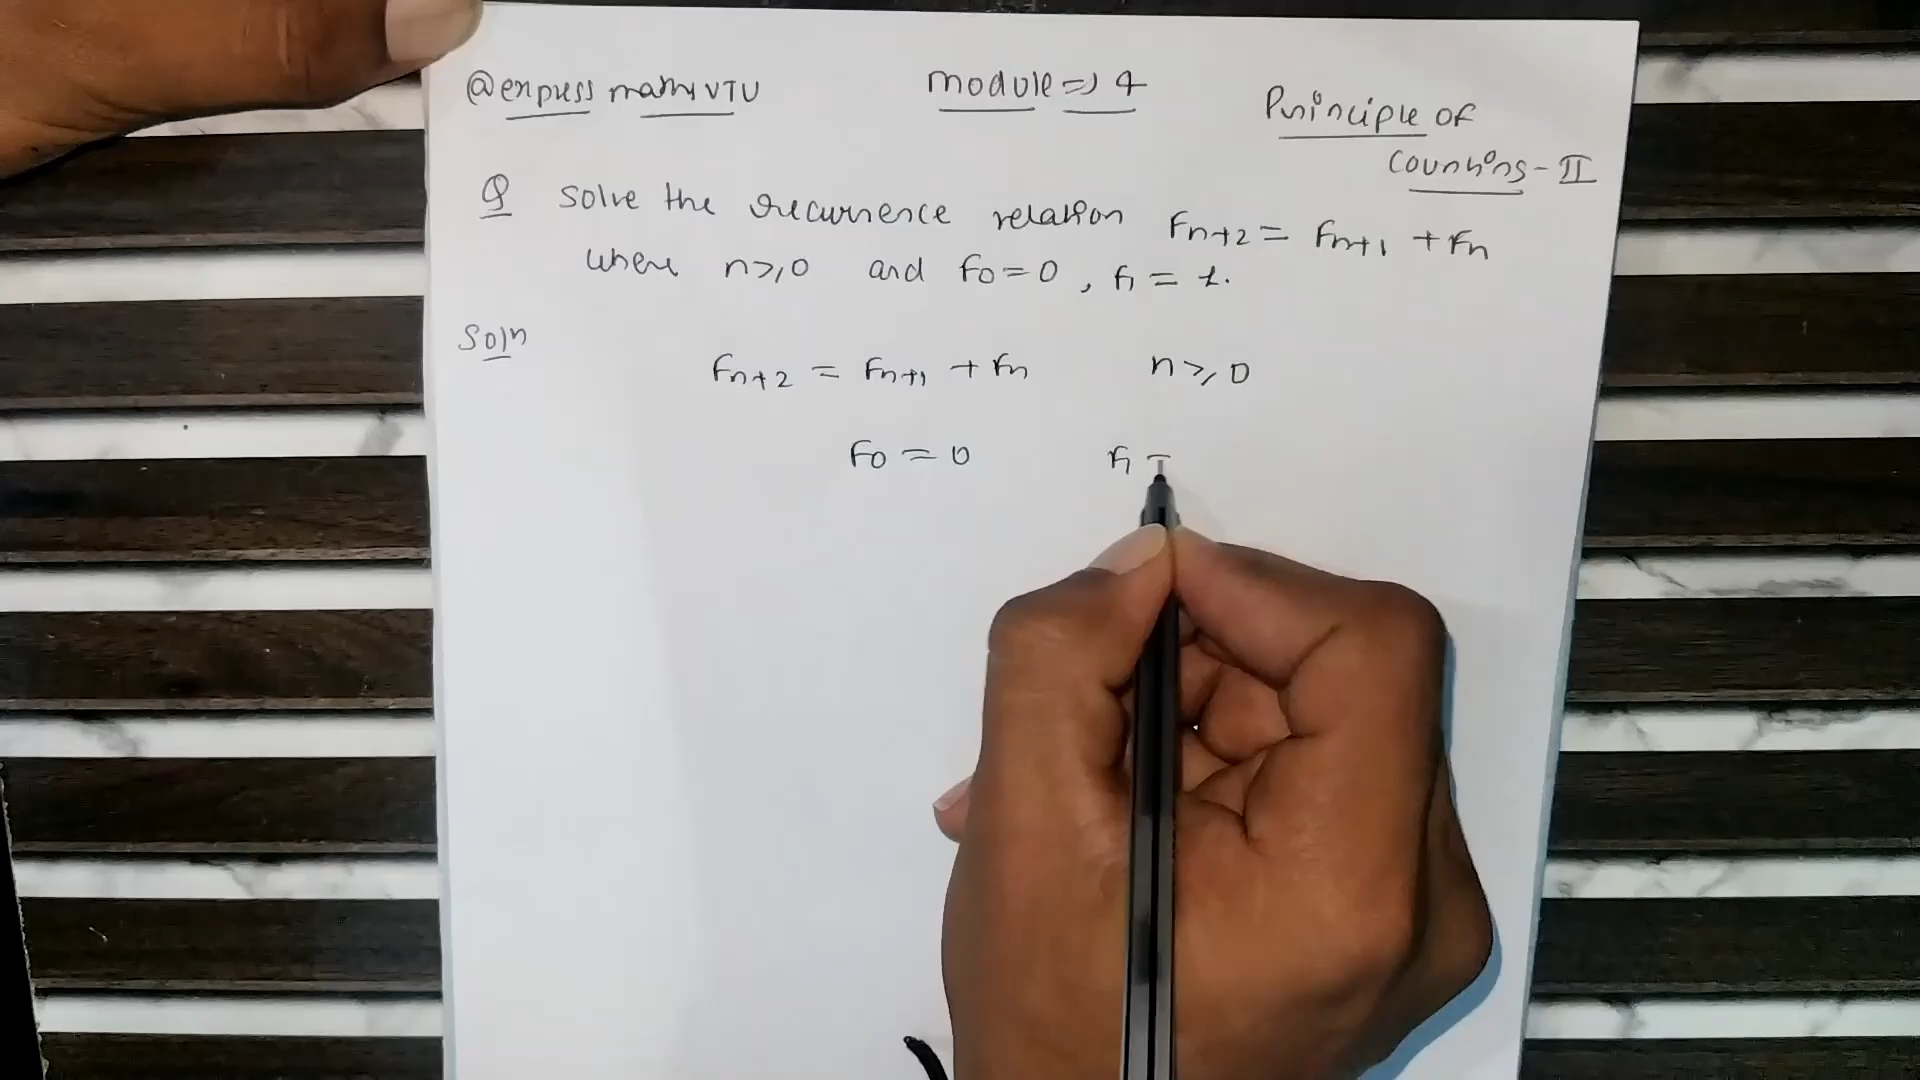 @express maths VTU
module => 4
Principle of
Counting - II
Q Solve the recurrence relation Fn+2 = Fn+1 + Fn
where n≥0 and F0=0, F1 = 1.
Soln
Fn+2 = Fn+1 + Fn n≥0
F0 = 0 F1 =